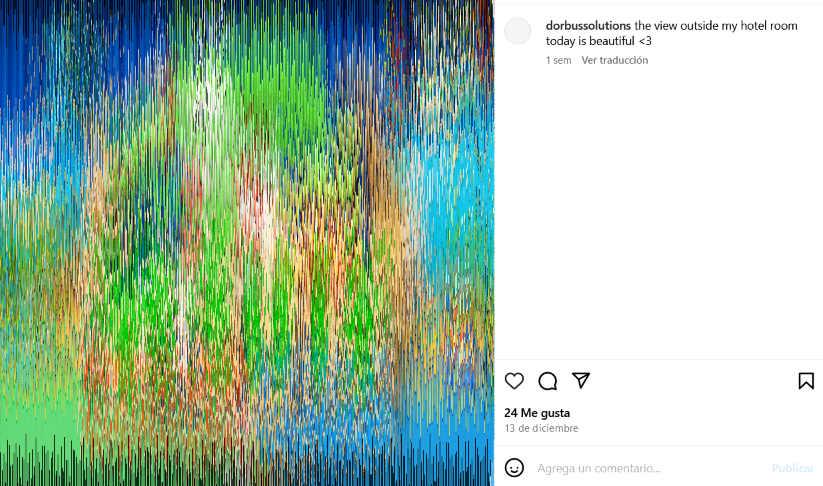 dorbussolutions the view outside my hotel room
today is beautiful <3
1 sem Ver traducción
24 Me gusta
13 de diciembre
Agrega un comentario...
Publicar